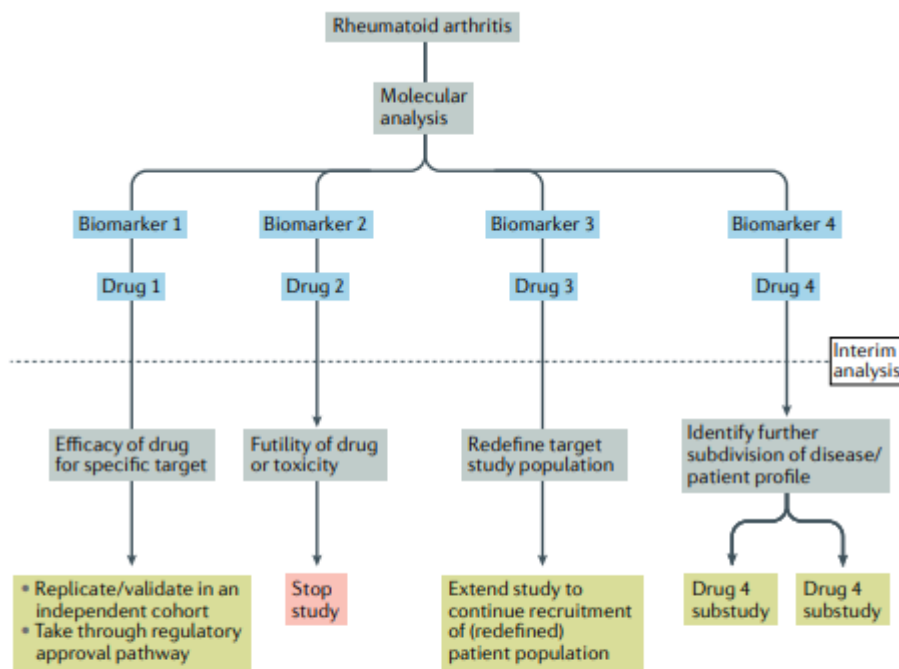 Rheumatoid arthritis
Molecular
analysis
Biomarker 1
Biomarker 2
Biomarker 3
Biomarker 4
Drug 1
Drug 2
Drug 3
Drug 4
Interim
analysis
Efficacy of drug
for specific target
Futility of drug
or toxicity
Redefine target
study population
Identify further
subdivision of disease/
patient profile
• Replicate/validate in an
independent cohort
• Take through regulatory
approval pathway
Stop
study
Extend study to
continue recruitment
of (redefined)
patient population
Drug 4
substudy
Drug 4
substudy